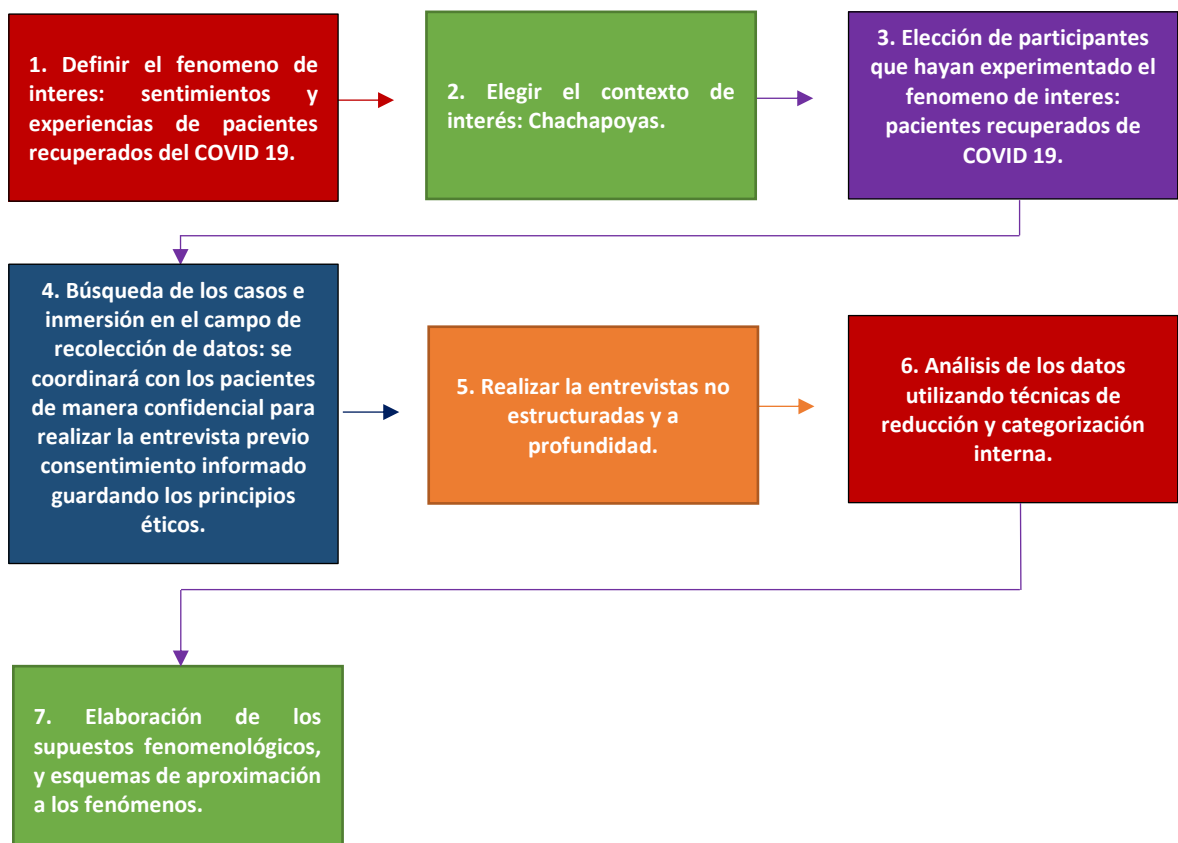 1. Definir el fenomeno de
interes: sentimientos y
experiencias de pacientes
recuperados del COVID 19.
2. Elegir el contexto de
interés: Chachapoyas.
3. Elección de participantes
que hayan experimentado el
fenomeno de interes:
pacientes recuperados de
COVID 19.
4. Búsqueda de los casos e
inmersión en el campo de
recolección de datos: se
coordinará con los pacientes
de manera confidencial para
realizar la entrevista previo
consentimiento informado
guardando los principios
éticos.
5. Realizar la entrevistas no
estructuradas y a
profundidad.
6. Análisis de los datos
utilizando técnicas de
reducción y categorización
interna.
7. Elaboración de los
supuestos fenomenológicos,
y esquemas de aproximación
a los fenómenos.